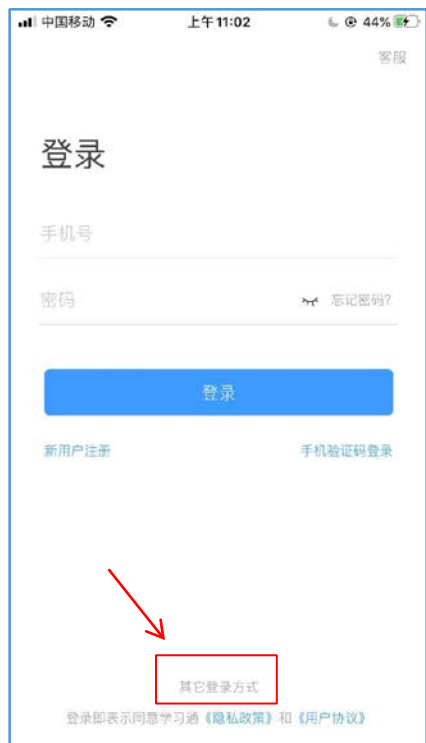 中国移动 上午11:02 44%
客服
登录
手机号
密码 忘记密码?
登录
新用户注册 手机验证码登录
其它登录方式
登录即表示同意学习通《隐私政策》和《用户协议》